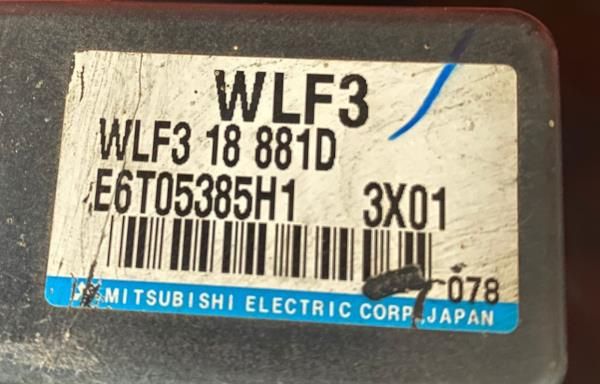 WLF3
WLF3 18 881D
E6T05385H1 3X01
078
MITSUBISHI ELECTRIC CORP. JAPAN